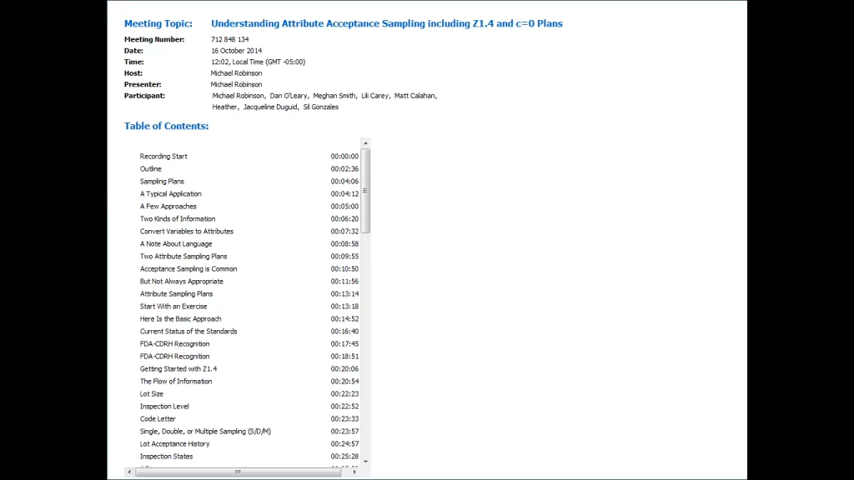 Meeting Topic: Understanding Attribute Acceptance Sampling including Z1.4 and c=0 Plans
Meeting Number: 712 848 134
Date: 16 October 2014
Time: 12:02, Local Time (GMT -05:00)
Host: Michael Robinson
Presenter: Michael Robinson
Participant: Michael Robinson, Dan O'Leary, Meghan Smith, Lili Carey, Matt Calahan,
Heather, Jacqueline Duguid, Sil Gonzales
Table of Contents:
Recording Start 00:00:00
Outline 00:02:36
Sampling Plans 00:04:06
A Typical Application 00:04:12
A Few Approaches 00:05:00
Two Kinds of Information 00:06:20
Convert Variables to Attributes 00:07:32
A Note About Language 00:08:58
Two Attribute Sampling Plans 00:09:55
Acceptance Sampling is Common 00:10:50
But Not Always Appropriate 00:11:56
Attribute Sampling Plans 00:13:14
Start With an Exercise 00:13:18
Here Is the Basic Approach 00:14:52
Current Status of the Standards 00:16:40
FDA-CDRH Recognition 00:17:45
FDA-CDRH Recognition 00:18:51
Getting Started with Z1.4 00:20:06
The Flow of Information 00:20:54
Lot Size 00:22:23
Inspection Level 00:22:52
Code Letter 00:23:33
Single, Double, or Multiple Sampling (S/D/M) 00:23:57
Lot Acceptance History 00:24:57
Inspection States 00:25:28